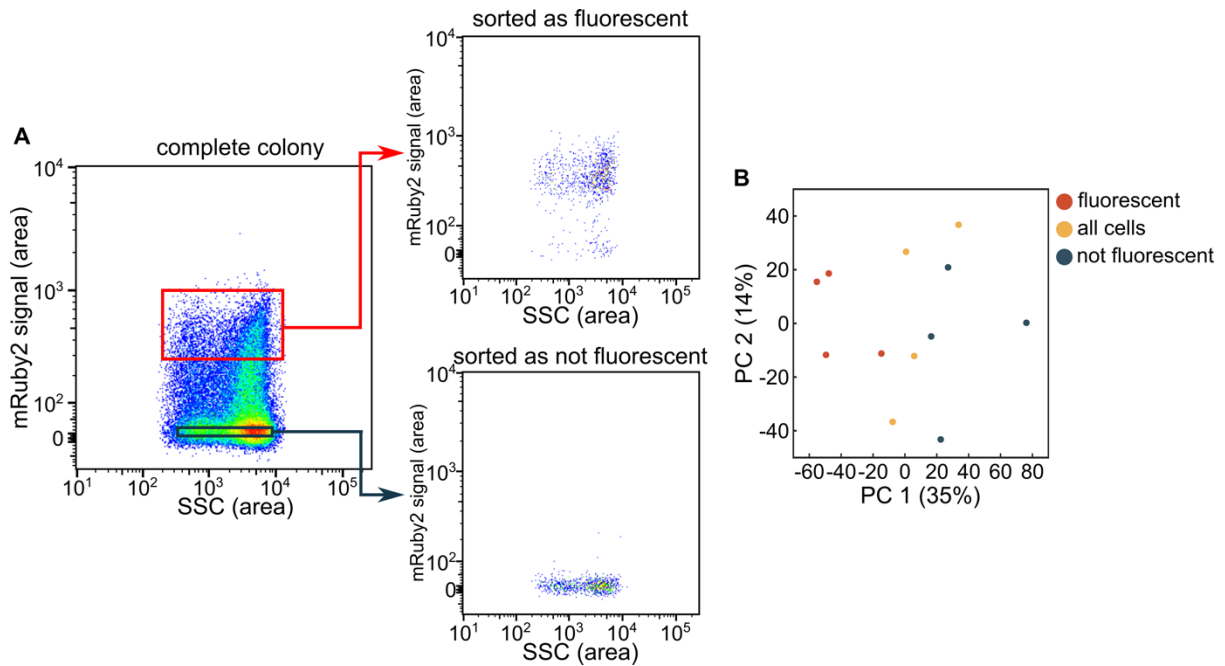 A
complete colony
mRuby2 signal (area)
10⁴
10³
10²
0
10¹ 10² 10³ 10⁴ 10⁵
SSC (area)
sorted as fluorescent
mRuby2 signal (area)
10⁴
10³
10²
0
10¹ 10² 10³ 10⁴ 10⁵
SSC (area)
sorted as not fluorescent
mRuby2 signal (area)
10⁴
10³
10²
0
10¹ 10² 10³ 10⁴ 10⁵
SSC (area)
B
PC 2 (14%)
40
20
0
-20
-40
-60 -40 -20 0 20 40 60 80
PC 1 (35%)
fluorescent
all cells
not fluorescent